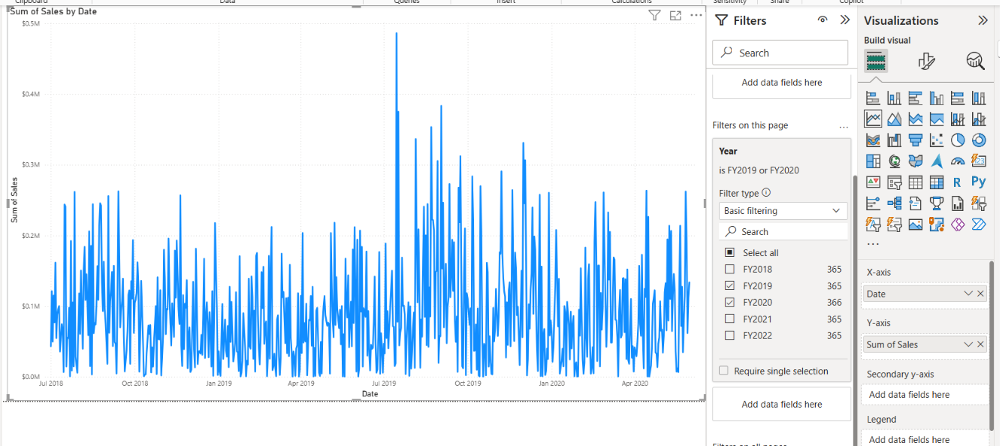 Clipboard
Data
Queries
Insert
Calculations
Sensitivity
Share
Copilot
Sum of Sales by Date
$0.5M
$0.4M
$0.3M
$0.2M
$0.1M
$0.0M
Sum of Sales
Jul 2018
Oct 2018
Jan 2019
Apr 2019
Jul 2019
Oct 2019
Jan 2020
Apr 2020
Date
Filters
Search
Add data fields here
Filters on this page
...
Year
is FY2019 or FY2020
Filter type
Basic filtering
Search
Select all
FY2018 365
FY2019 365
FY2020 366
FY2021 365
FY2022 365
Require single selection
Add data fields here
Filters on all pages
Visualizations
Build visual
123
R
Py
...
X-axis
Date
Y-axis
Sum of Sales
Secondary y-axis
Add data fields here
Legend
Add data fields here